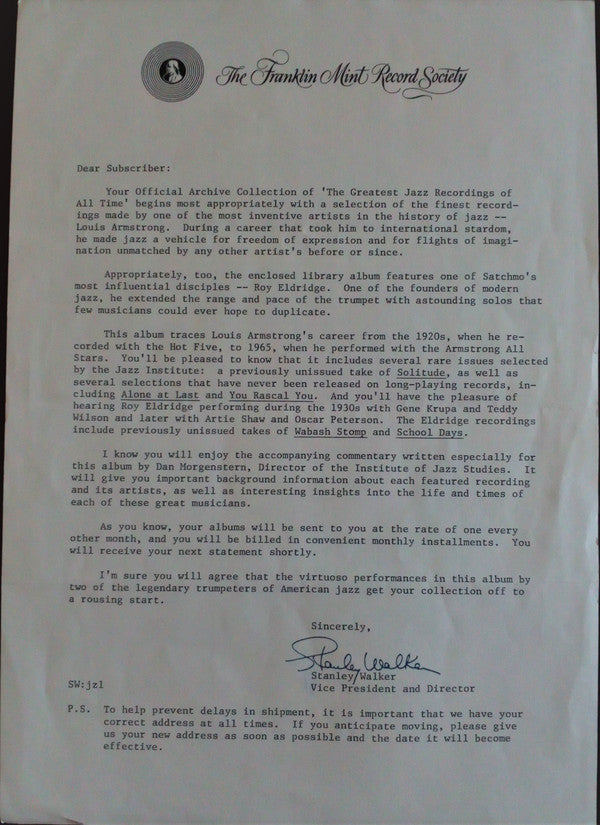 The Franklin Mint Record Society
Dear Subscriber:
Your Official Archive Collection of 'The Greatest Jazz Recordings of
All Time' begins most appropriately with a selection of the finest record-
ings made by one of the most inventive artists in the history of jazz --
Louis Armstrong. During a career that took him to international stardom,
he made jazz a vehicle for freedom of expression and for flights of imagi-
nation unmatched by any other artist's before or since.
Appropriately, too, the enclosed library album features one of Satchmo's
most influential disciples -- Roy Eldridge. One of the founders of modern
jazz, he extended the range and pace of the trumpet with astounding solos that
few musicians could ever hope to duplicate.
This album traces Louis Armstrong's career from the 1920s, when he re-
corded with the Hot Five, to 1965, when he performed with the Armstrong All
Stars. You'll be pleased to know that it includes several rare issues selected
by the Jazz Institute: a previously unissued take of Solitude, as well as
several selections that have never been released on long-playing records, in-
cluding Alone at Last and You Rascal You. And you'll have the pleasure of
hearing Roy Eldridge performing during the 1930s with Gene Krupa and Teddy
Wilson and later with Artie Shaw and Oscar Peterson. The Eldridge recordings
include previously unissued takes of Wabash Stomp and School Days.
I know you will enjoy the accompanying commentary written especially for
this album by Dan Morgenstern, Director of the Institute of Jazz Studies. It
will give you important background information about each featured recording
and its artists, as well as interesting insights into the life and times of
each of these great musicians.
As you know, your albums will be sent to you at the rate of one every
other month, and you will be billed in convenient monthly installments. You
will receive your next statement shortly.
I'm sure you will agree that the virtuoso performances in this album by
two of the legendary trumpeters of American jazz get your collection off to
a rousing start.
Sincerely,
Stanley Walker
Stanley Walker
Vice President and Director
SW:jzl
P.S. To help prevent delays in shipment, it is important that we have your
correct address at all times. If you anticipate moving, please give
us your new address as soon as possible and the date it will become
effective.